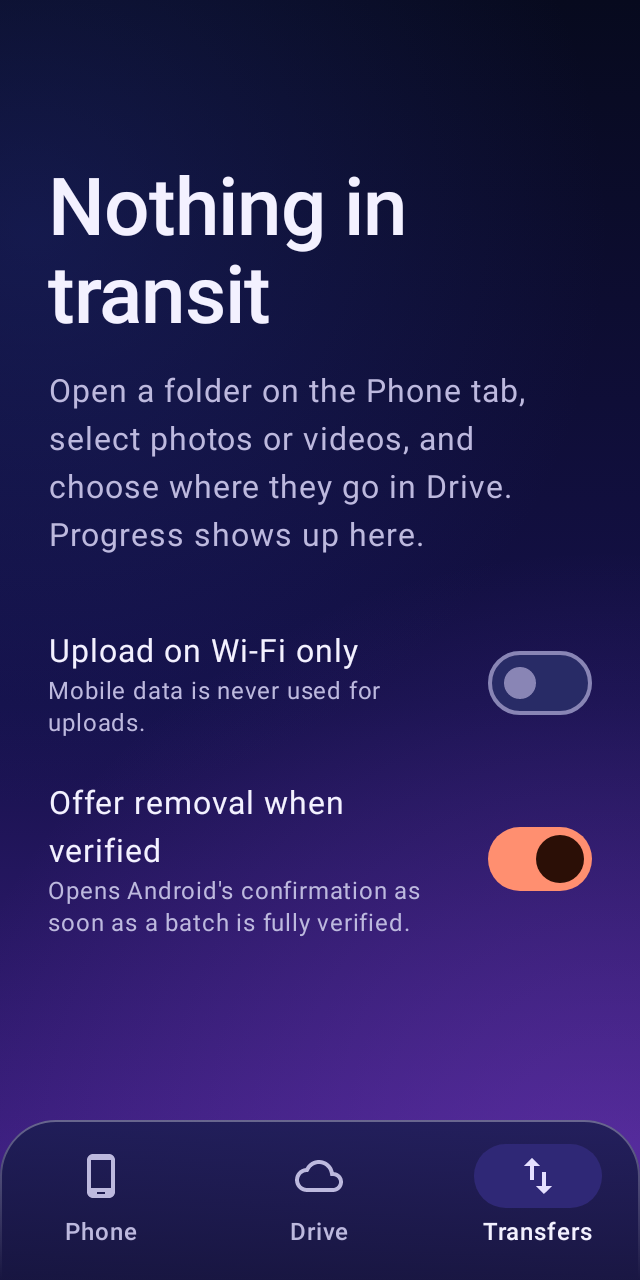 Nothing in
transit
Open a folder on the Phone tab,
select photos or videos, and
choose where they go in Drive.
Progress shows up here.
Upload on Wi-Fi only
Mobile data is never used for
uploads.
Offer removal when
verified
Opens Android's confirmation as
soon as a batch is fully verified.
Phone
Drive
Transfers